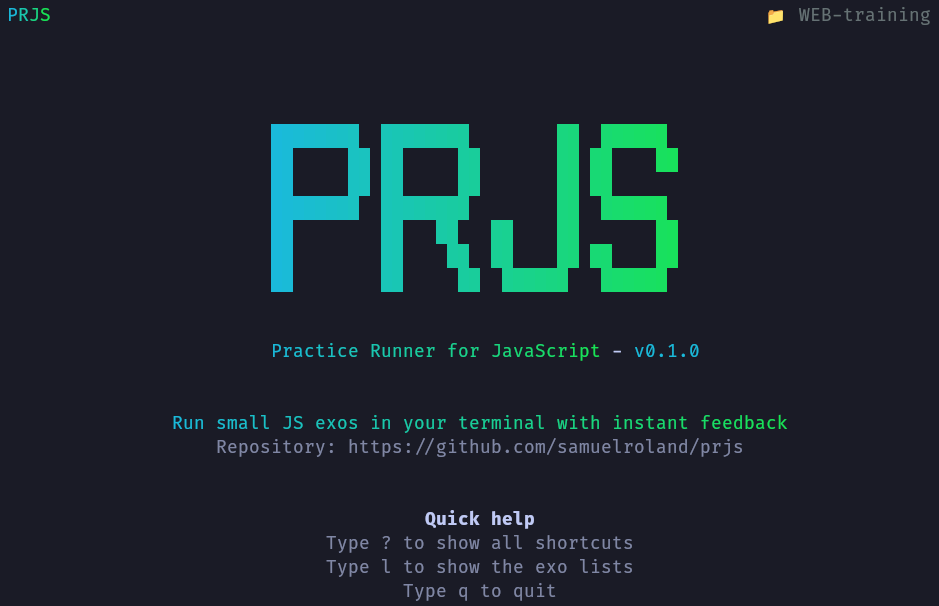 PRJS
📁 WEB-training
PRJS
Practice Runner for JavaScript - v0.1.0
Run small JS exos in your terminal with instant feedback
Repository: https://github.com/samuelroland/prjs
Quick help
Type ? to show all shortcuts
Type l to show the exo lists
Type q to quit